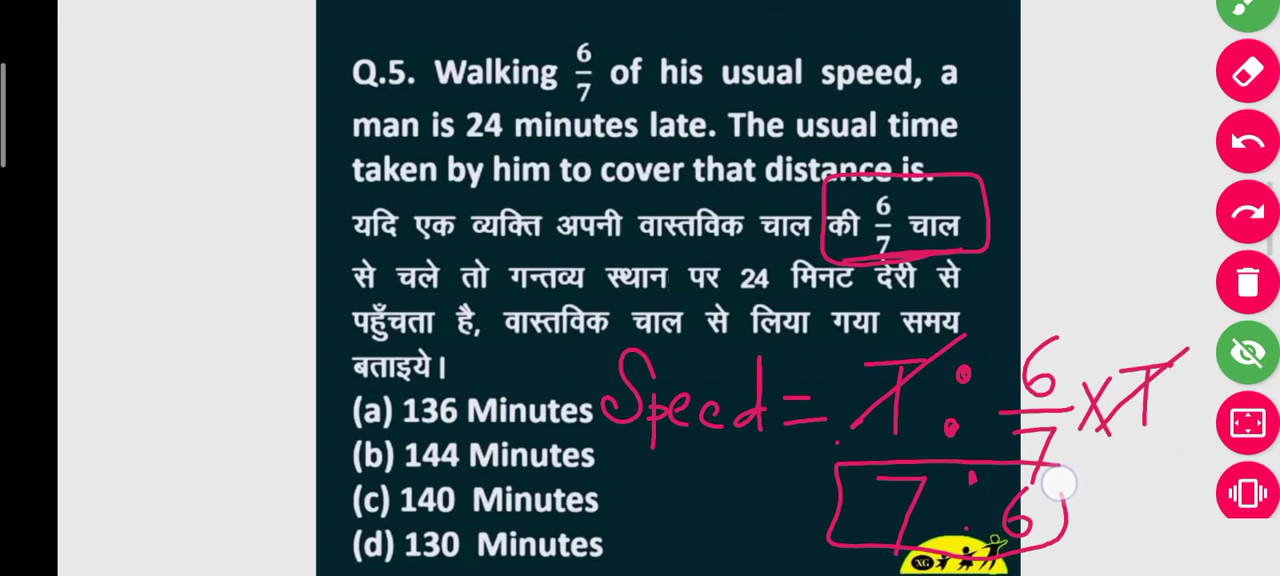 Q.5. Walking 6/7 of his usual speed, a
man is 24 minutes late. The usual time
taken by him to cover that distance is.
यदि एक व्यक्ति अपनी वास्तविक चाल की 6/7 चाल
से चले तो गन्तव्य स्थान पर 24 मिनट देरी से
पहुँचता है, वास्तविक चाल से लिया गया समय
बताइये।
(a) 136 Minutes
Speed = 7 : 6/7 × 7
(b) 144 Minutes
7 : 6
(c) 140 Minutes
(d) 130 Minutes
XG